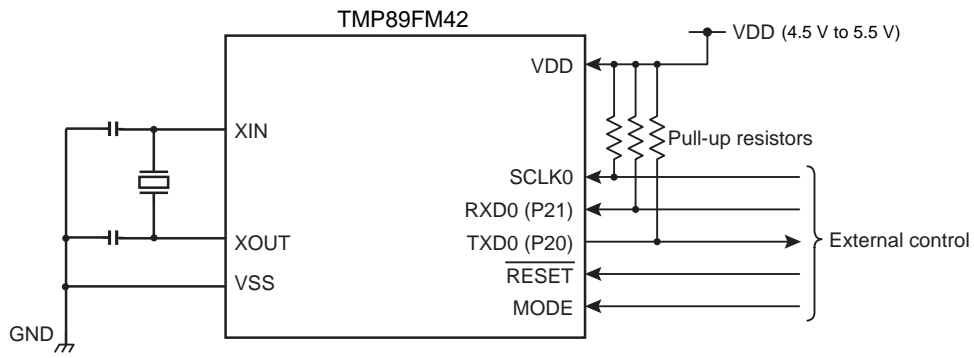 TMP89FM42
VDD (4.5 V to 5.5 V)
VDD
XIN
Pull-up resistors
SCLK0
RXD0 (P21)
TXD0 (P20)
External control
XOUT
RESET
VSS
MODE
GND